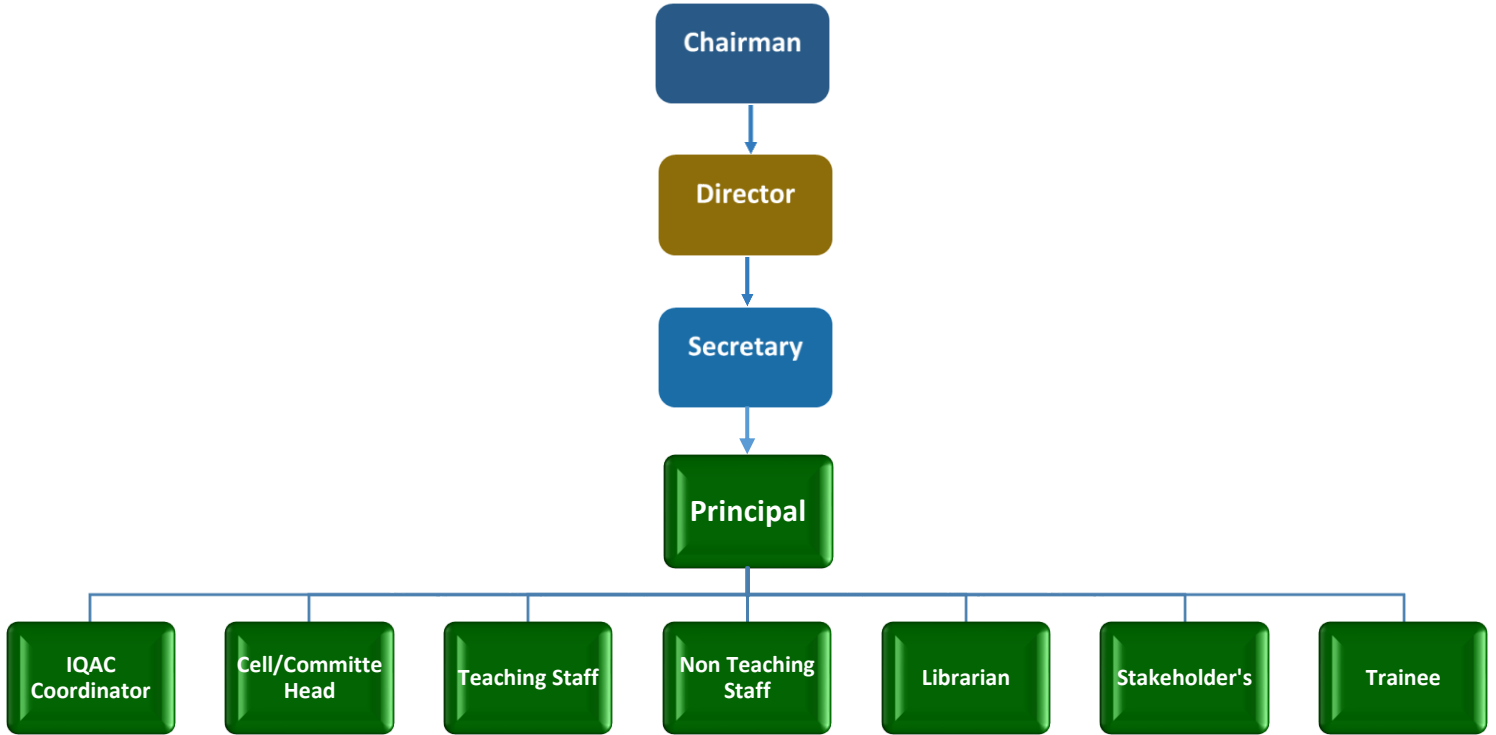 Chairman
Director
Secretary
Principal
IQAC
Coordinator
Cell/Committe
Head
Teaching Staff
Non Teaching
Staff
Librarian
Stakeholder's
Trainee